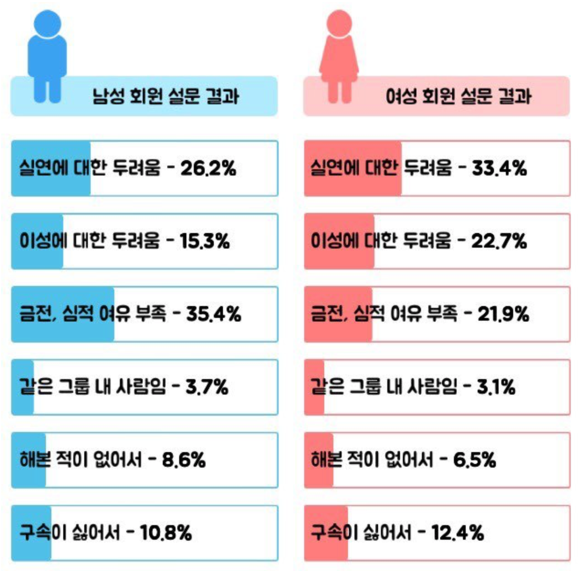 남성 회원 설문 결과
실연에 대한 두려움 - 26.2%
이성에 대한 두려움 - 15.3%
금전, 심적 여유 부족 - 35.4%
같은 그룹 내 사람임 - 3.7%
해본 적이 없어서 - 8.6%
구속이 싫어서 - 10.8%
여성 회원 설문 결과
실연에 대한 두려움 - 33.4%
이성에 대한 두려움 - 22.7%
금전, 심적 여유 부족 - 21.9%
같은 그룹 내 사람임 - 3.1%
해본 적이 없어서 - 6.5%
구속이 싫어서 - 12.4%